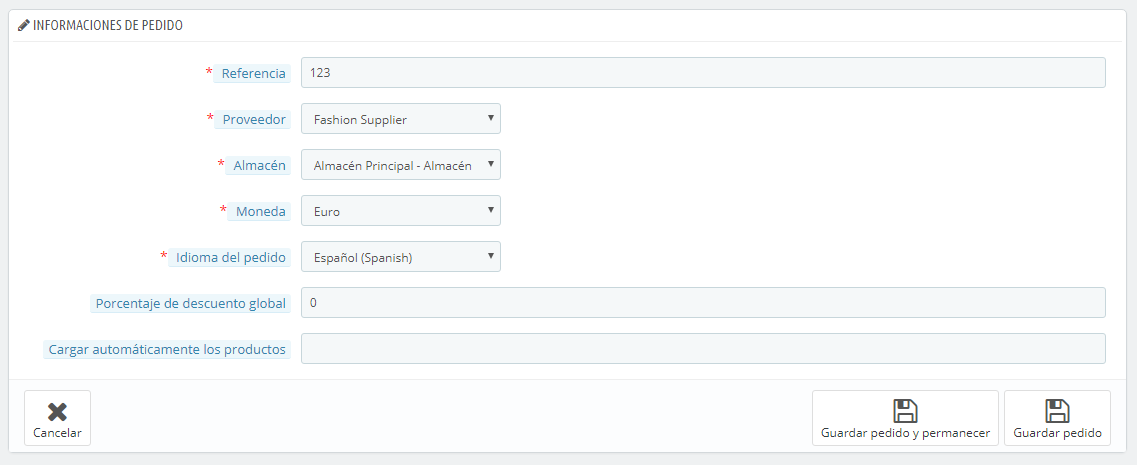 INFORMACIONES DE PEDIDO
* Referencia 123
* Proveedor Fashion Supplier
* Almacén Almacén Principal - Almacén
* Moneda Euro
* Idioma del pedido Español (Spanish)
Porcentaje de descuento global 0
Cargar automáticamente los productos
Cancelar Guardar pedido y permanecer Guardar pedido